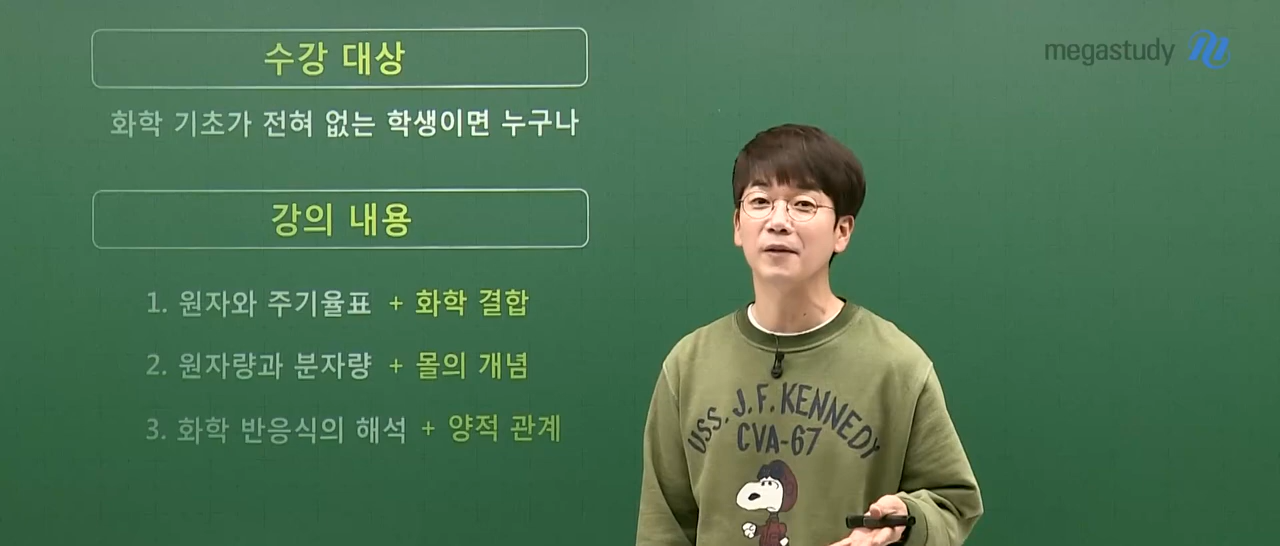 수강 대상
화학 기초가 전혀 없는 학생이면 누구나
강의 내용
1. 원자와 주기율표 + 화학 결합
2. 원자량과 분자량 + 몰의 개념
3. 화학 반응식의 해석 + 양적 관계
megastudy
USS. J.F. KENNEDY
CVA-67